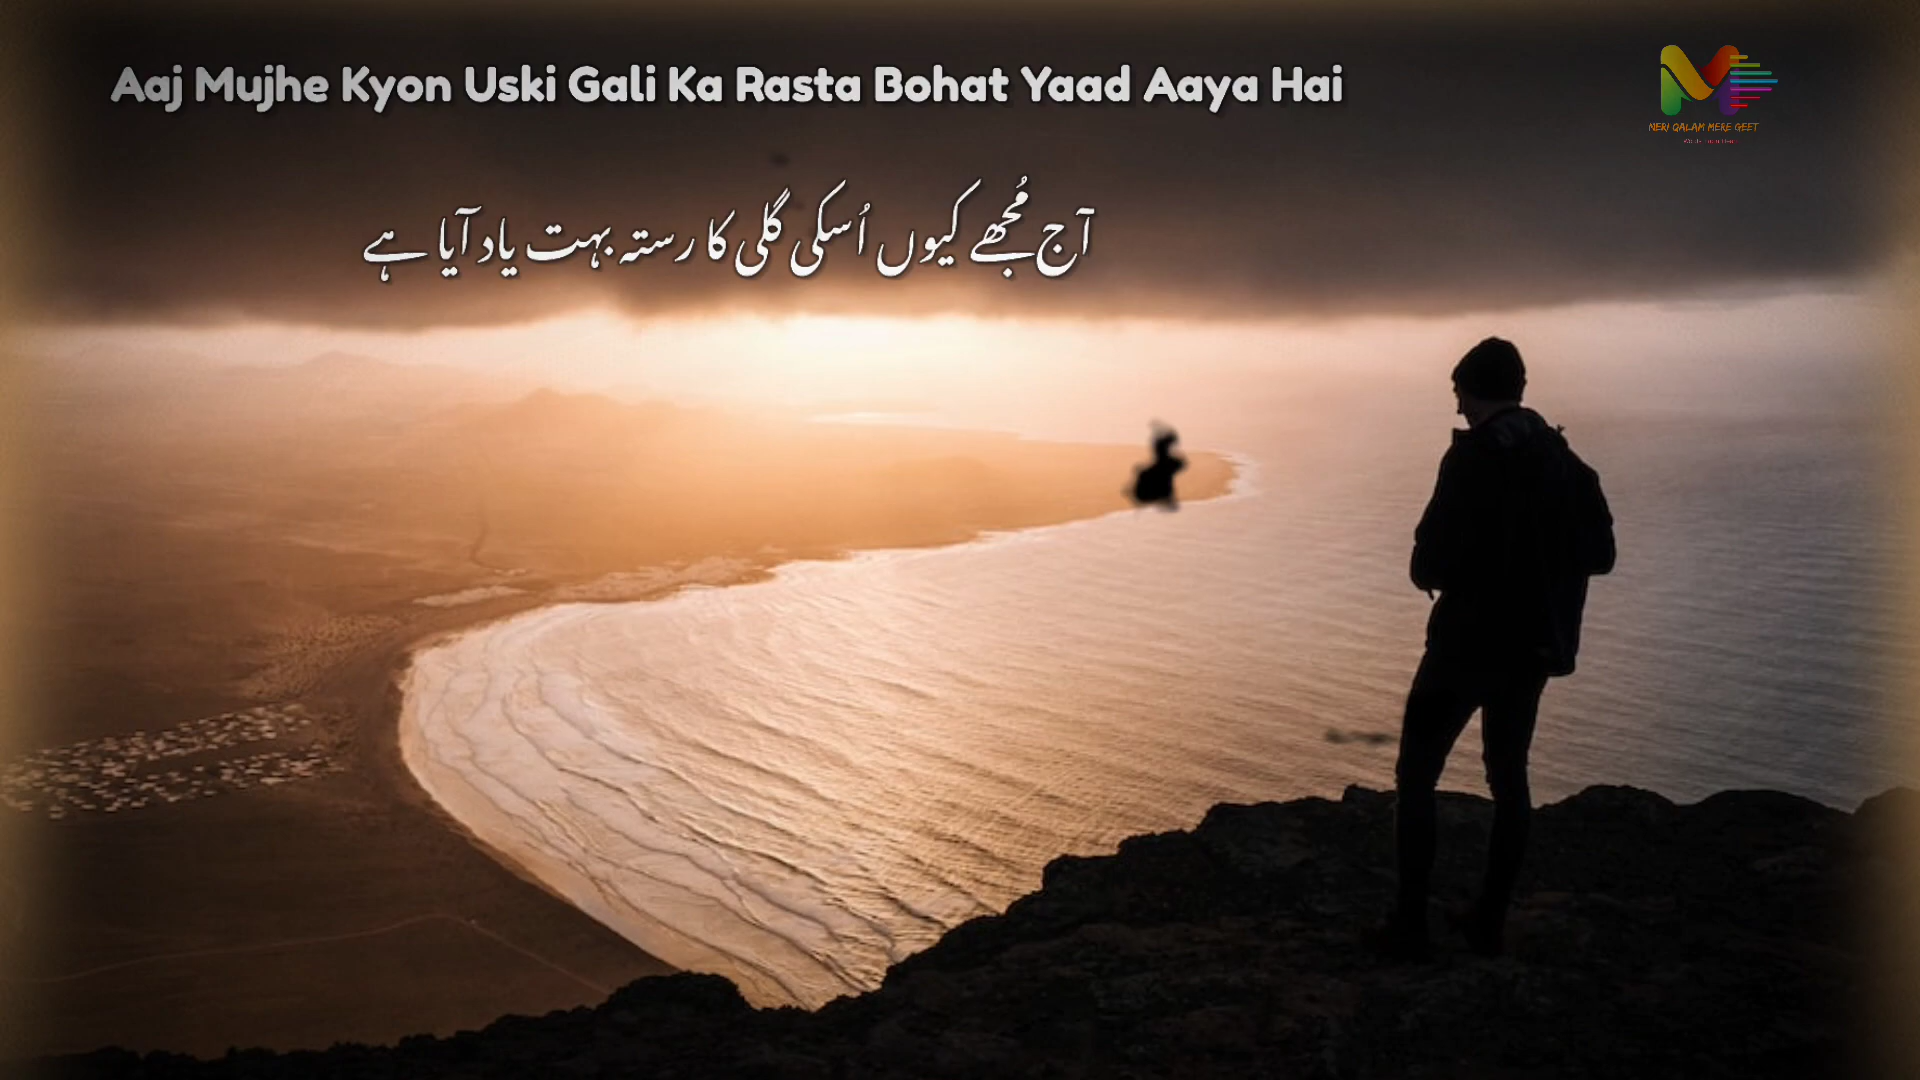 Aaj Mujhe Kyon Uski Gali Ka Rasta Bohat Yaad Aaya Hai
آج مُجھے کیوں اُسکی گلی کا رستہ بہت یاد آیا ہے
MERI QALAM MERE GEET